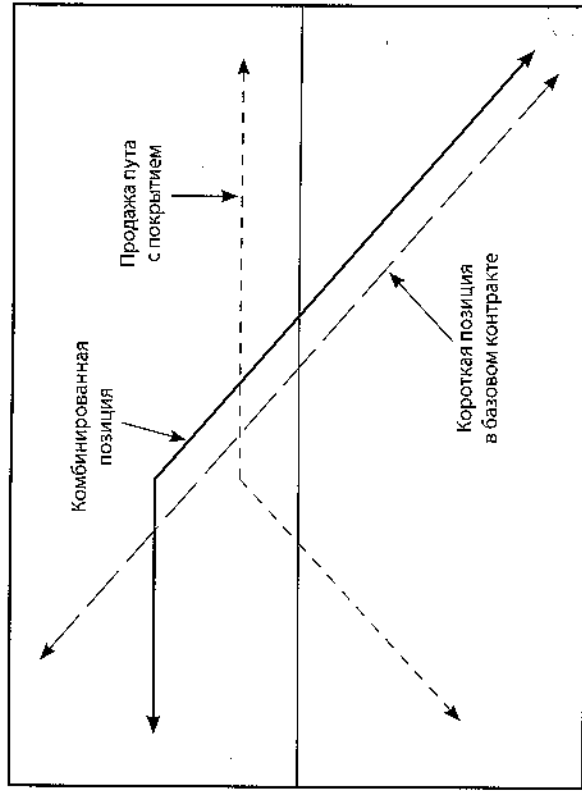 Комбинированная
позиция
Продажа пута
с покрытием
Короткая позиция
в базовом контракте